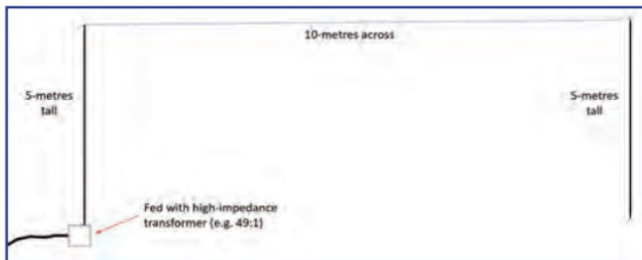 10-metres across
5-metres
tall
5-metres
tall
Fed with high-impedance
transformer (e.g. 49:1)